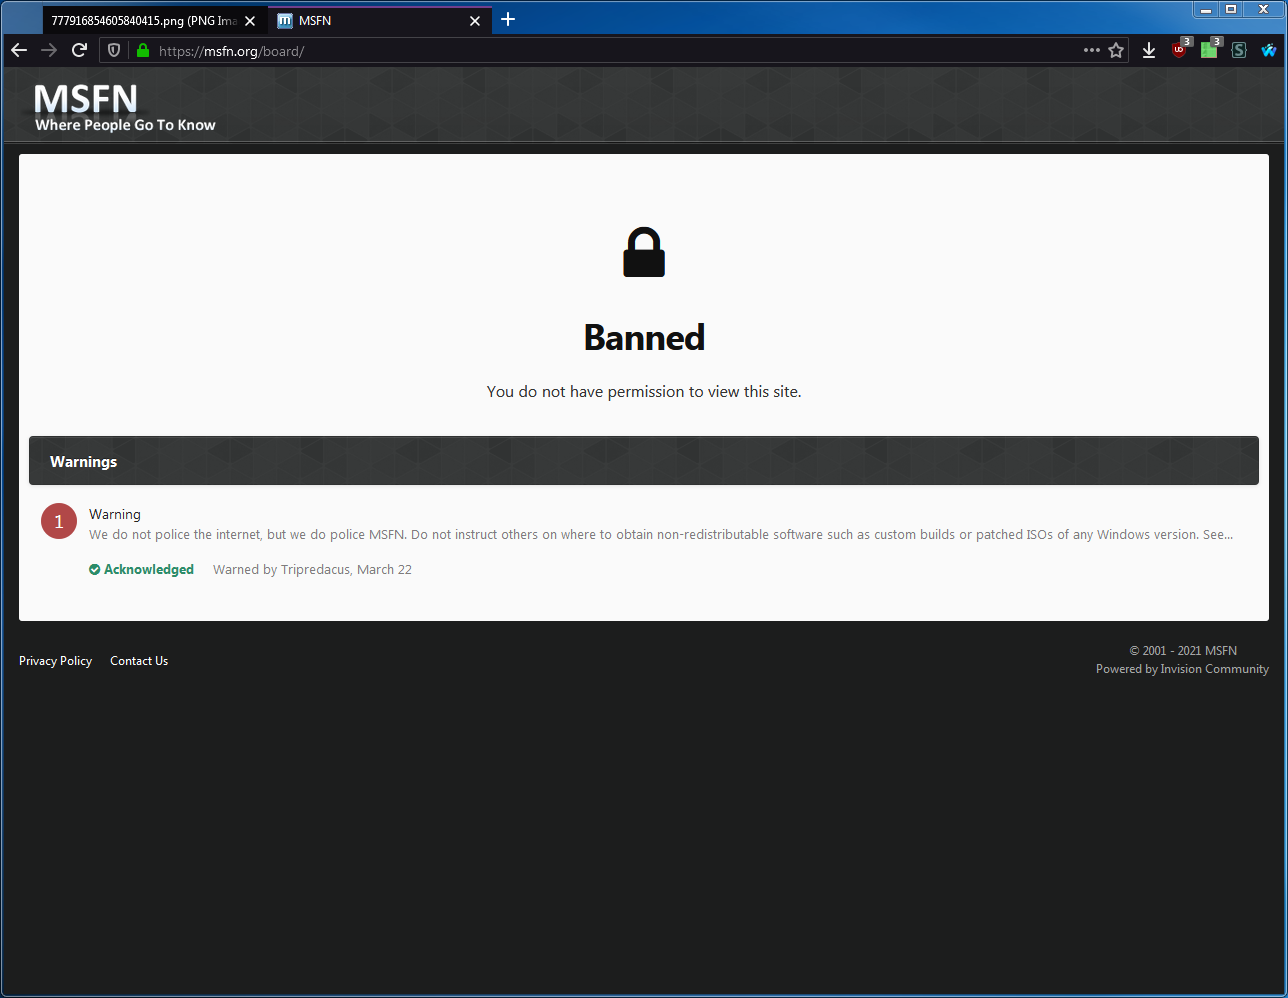 777916854605840415.png (PNG Ima
MSFN
https://msfn.org/board/
3
3
MSFN
Where People Go To Know
Banned
You do not have permission to view this site.
Warnings
1
Warning
We do not police the internet, but we do police MSFN. Do not instruct others on where to obtain non-redistributable software such as custom builds or patched ISOs of any Windows version. See...
Acknowledged Warned by Tripredacus, March 22
Privacy Policy Contact Us
© 2001 - 2021 MSFN
Powered by Invision Community